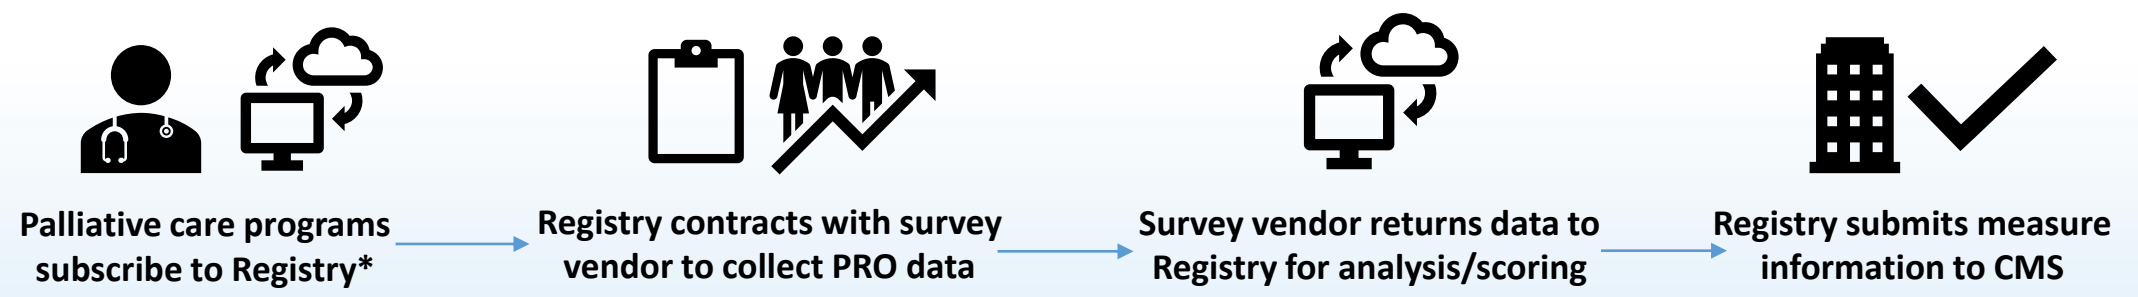 Palliative care programs
subscribe to Registry*
Registry contracts with survey
vendor to collect PRO data
Survey vendor returns data to
Registry for analysis/scoring
Registry submits measure
information to CMS